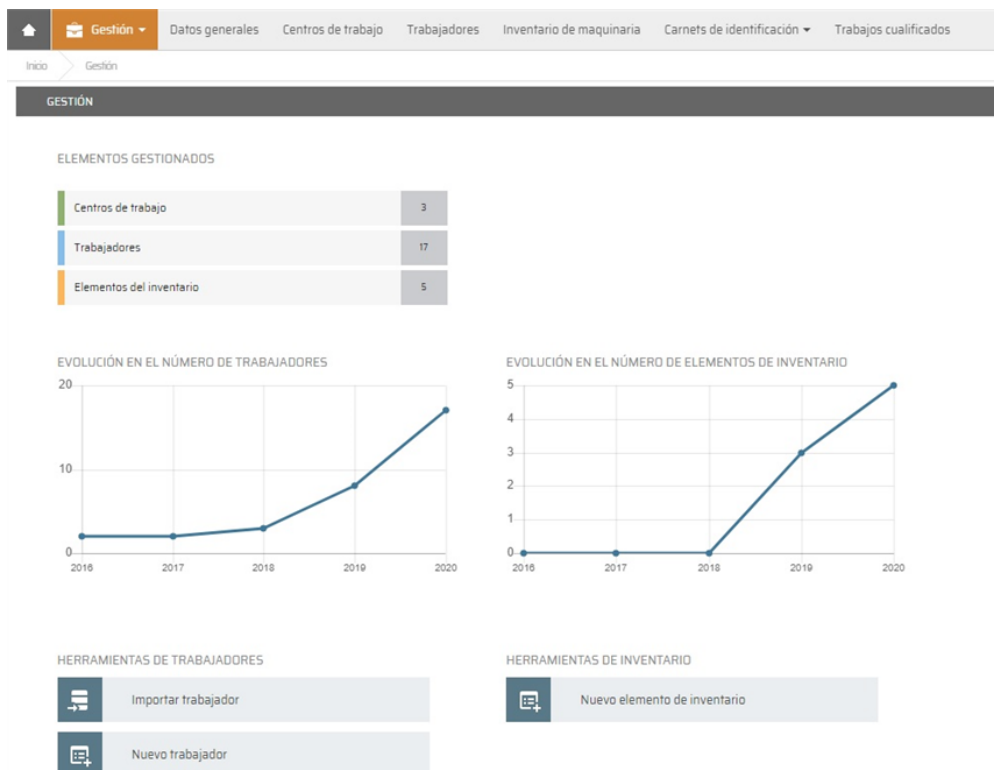 Gestión Datos generales Centros de trabajo Trabajadores Inventario de maquinaria Carnets de identificación Trabajos cualificados
Inicio Gestión
GESTIÓN
ELEMENTOS GESTIONADOS
Centros de trabajo 3
Trabajadores 17
Elementos del inventario 5
EVOLUCIÓN EN EL NÚMERO DE TRABAJADORES
20
10
0
2016 2017 2018 2019 2020
EVOLUCIÓN EN EL NÚMERO DE ELEMENTOS DE INVENTARIO
5
4
3
2
1
0
2016 2017 2018 2019 2020
HERRAMIENTAS DE TRABAJADORES
Importar trabajador
Nuevo trabajador
HERRAMIENTAS DE INVENTARIO
Nuevo elemento de inventario